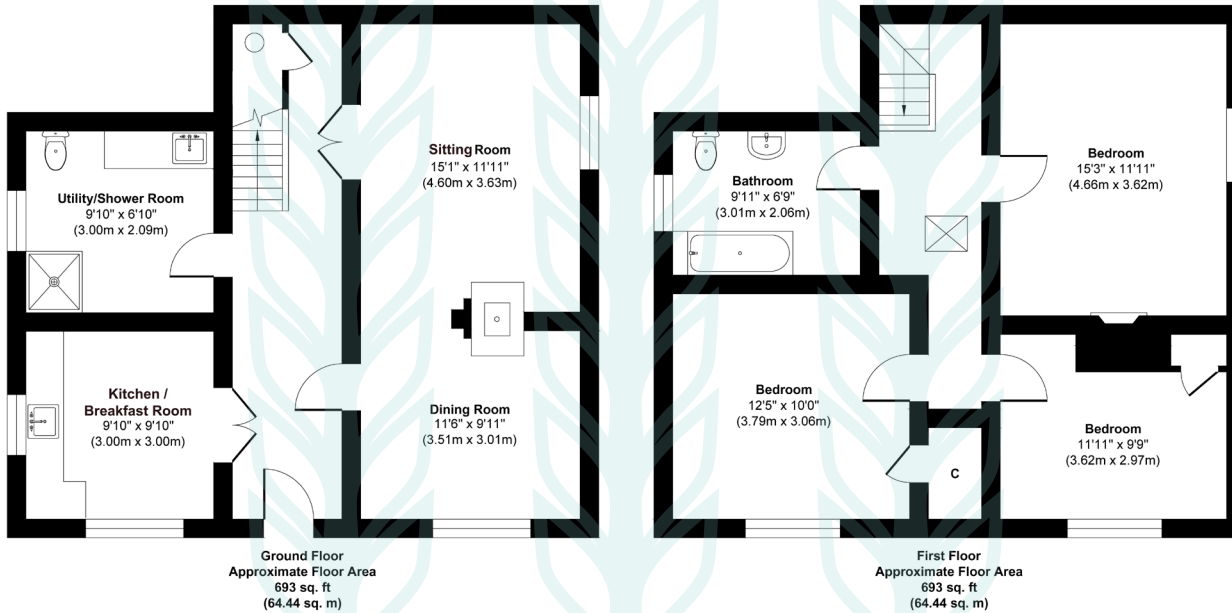 Sitting Room
15'1" x 11'11"
(4.60m x 3.63m)
Utility/Shower Room
9'10" x 6'10"
(3.00m x 2.09m)
Kitchen /
Breakfast Room
9'10" x 9'10"
(3.00m x 3.00m)
Dining Room
11'6" x 9'11"
(3.51m x 3.01m)
Ground Floor
Approximate Floor Area
693 sq. ft
(64.44 sq. m)
Bedroom
15'3" x 11'11"
(4.66m x 3.62m)
Bathroom
9'11" x 6'9"
(3.01m x 2.06m)
Bedroom
12'5" x 10'0"
(3.79m x 3.06m)
Bedroom
11'11" x 9'9"
(3.62m x 2.97m)
C
First Floor
Approximate Floor Area
693 sq. ft
(64.44 sq. m)